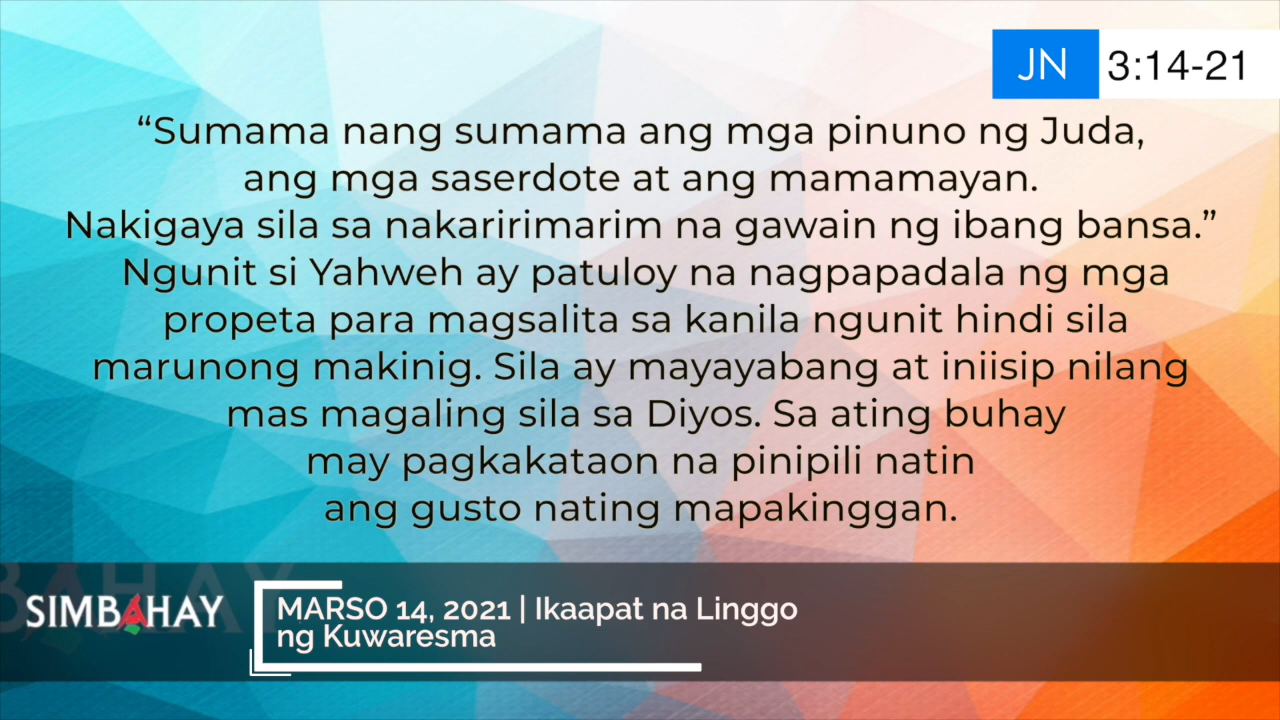 JN 3:14-21
“Sumama nang sumama ang mga pinuno ng Juda,
ang mga saserdote at ang mamamayan.
Nakigaya sila sa nakaririmarim na gawain ng ibang bansa.”
Ngunit si Yahweh ay patuloy na nagpapadala ng mga
propeta para magsalita sa kanila ngunit hindi sila
marunong makinig. Sila ay mayayabang at iniisip nilang
mas magaling sila sa Diyos. Sa ating buhay
may pagkakataon na pinipili natin
ang gusto nating mapakinggan.
SIMBAHAY
MARSO 14, 2021 | Ikaapat na Linggo
ng Kuwaresma